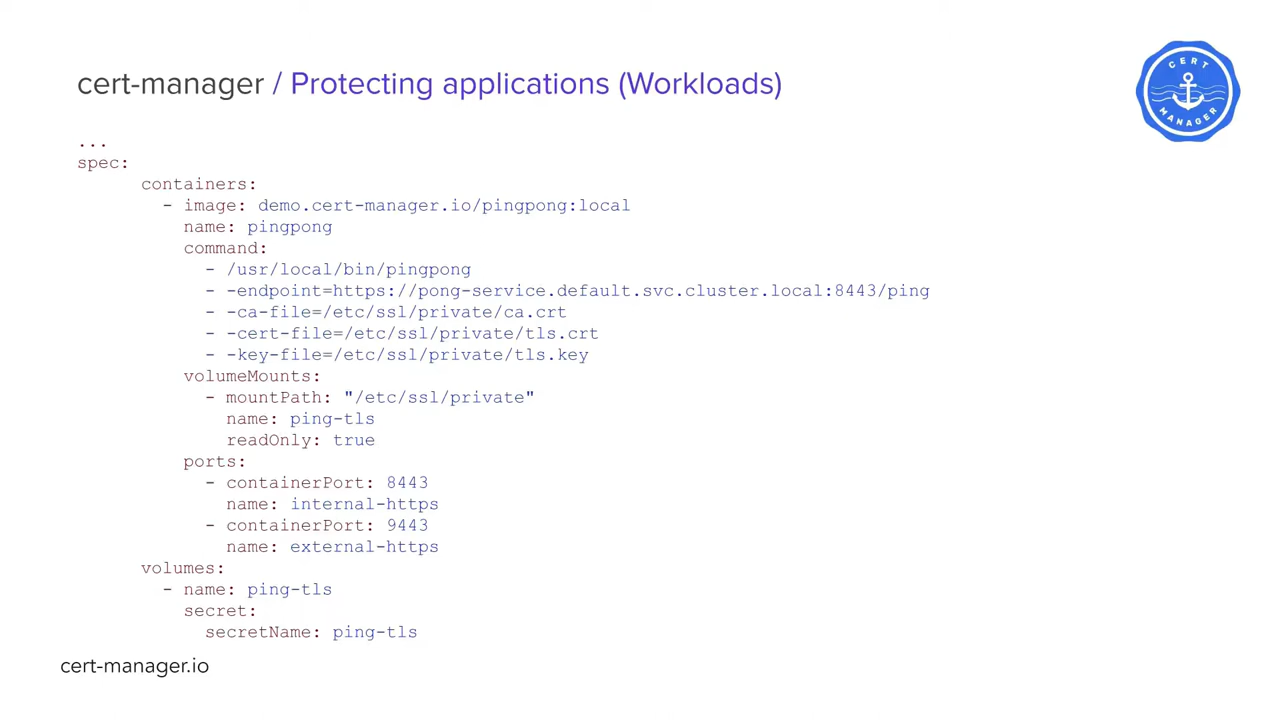 cert-manager / Protecting applications (Workloads)
CERT
MANAGER
...
spec:
containers:
- image: demo.cert-manager.io/pingpong:local
name: pingpong
command:
- /usr/local/bin/pingpong
- -endpoint=https://pong-service.default.svc.cluster.local:8443/ping
- -ca-file=/etc/ssl/private/ca.crt
- -cert-file=/etc/ssl/private/tls.crt
- -key-file=/etc/ssl/private/tls.key
volumeMounts:
- mountPath: "/etc/ssl/private"
name: ping-tls
readOnly: true
ports:
- containerPort: 8443
name: internal-https
- containerPort: 9443
name: external-https
volumes:
- name: ping-tls
secret:
secretName: ping-tls
cert-manager.io